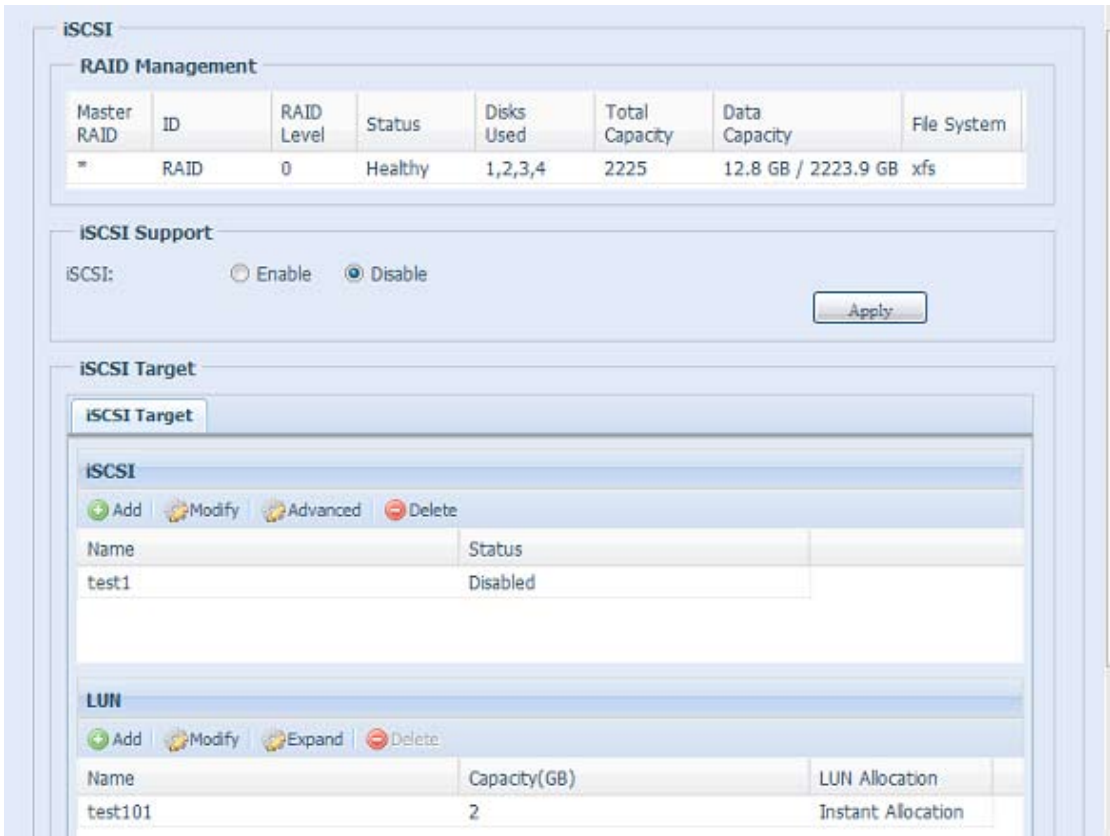 iSCSI
RAID Management
Master RAID ID RAID Level Status Disks Used Total Capacity Data Capacity File System
* RAID 0 Healthy 1,2,3,4 2225 12.8 GB / 2223.9 GB xfs
iSCSI Support
iSCSI: Enable Disable
Apply
iSCSI Target
iSCSI Target
iSCSI
Add Modify Advanced Delete
Name Status
test1 Disabled
LUN
Add Modify Expand Delete
Name Capacity(GB) LUN Allocation
test101 2 Instant Allocation